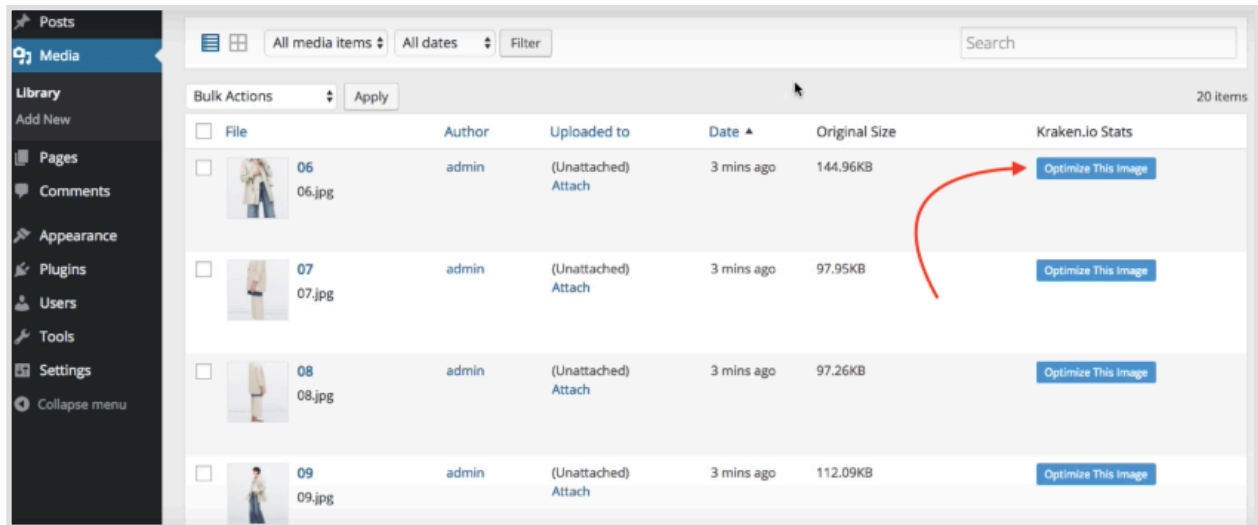 Posts
Media
Library
Add New
Pages
Comments
Appearance
Plugins
Users
Tools
Settings
Collapse menu
All media items All dates Filter Search
Bulk Actions Apply 20 items
File Author Uploaded to Date Original Size Kraken.io Stats
06 admin (Unattached) 3 mins ago 144.96KB Optimize This Image
06.jpg Attach
07 admin (Unattached) 3 mins ago 97.95KB Optimize This Image
07.jpg Attach
08 admin (Unattached) 3 mins ago 97.26KB Optimize This Image
08.jpg Attach
09 admin (Unattached) 3 mins ago 112.09KB Optimize This Image
09.jpg Attach